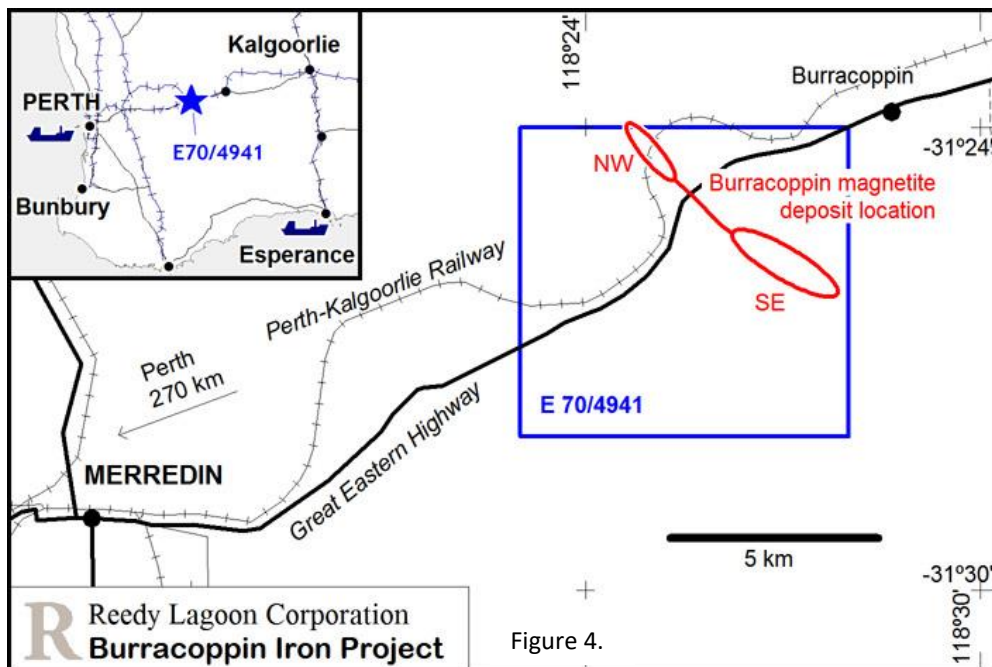 Kalgoorlie
PERTH
E70/4941
Bunbury
Esperance
118º24'
Burracoppin
-31º24'
NW
Burracoppin magnetite
deposit location
SE
Perth-Kalgoorlie Railway
Perth
270 km
Great Eastern Highway
E 70/4941
MERREDIN
5 km
-31º30'
118º30'
R Reedy Lagoon Corporation
Burracoppin Iron Project
Figure 4.